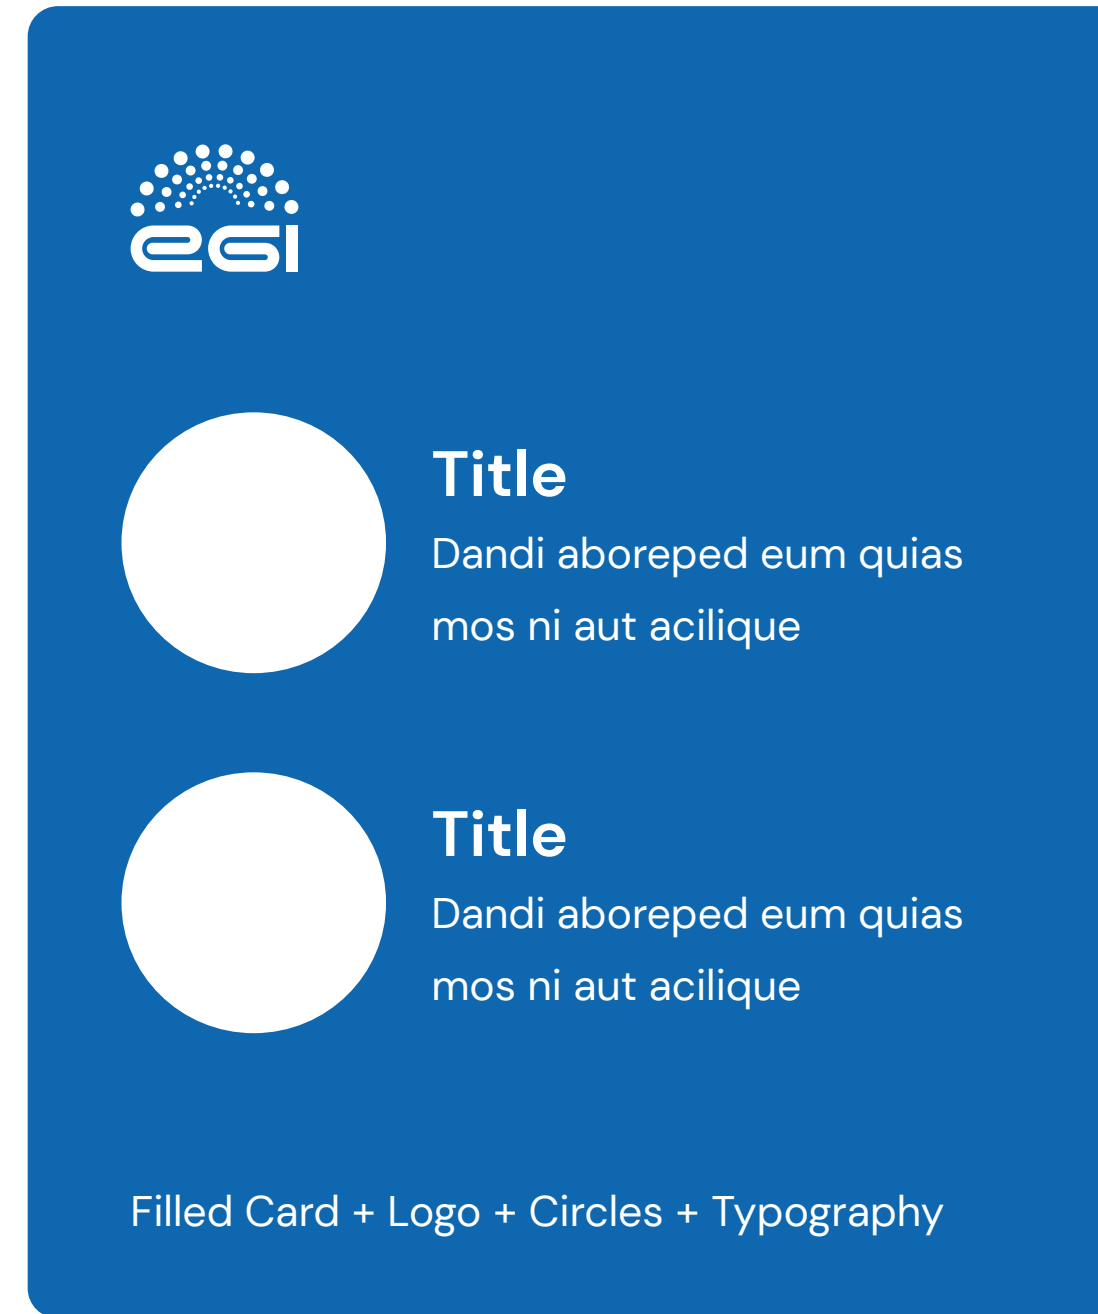 egi
Title
Dandi aboreped eum quias
mos ni aut acilique
Title
Dandi aboreped eum quias
mos ni aut acilique
Filled Card + Logo + Circles + Typography